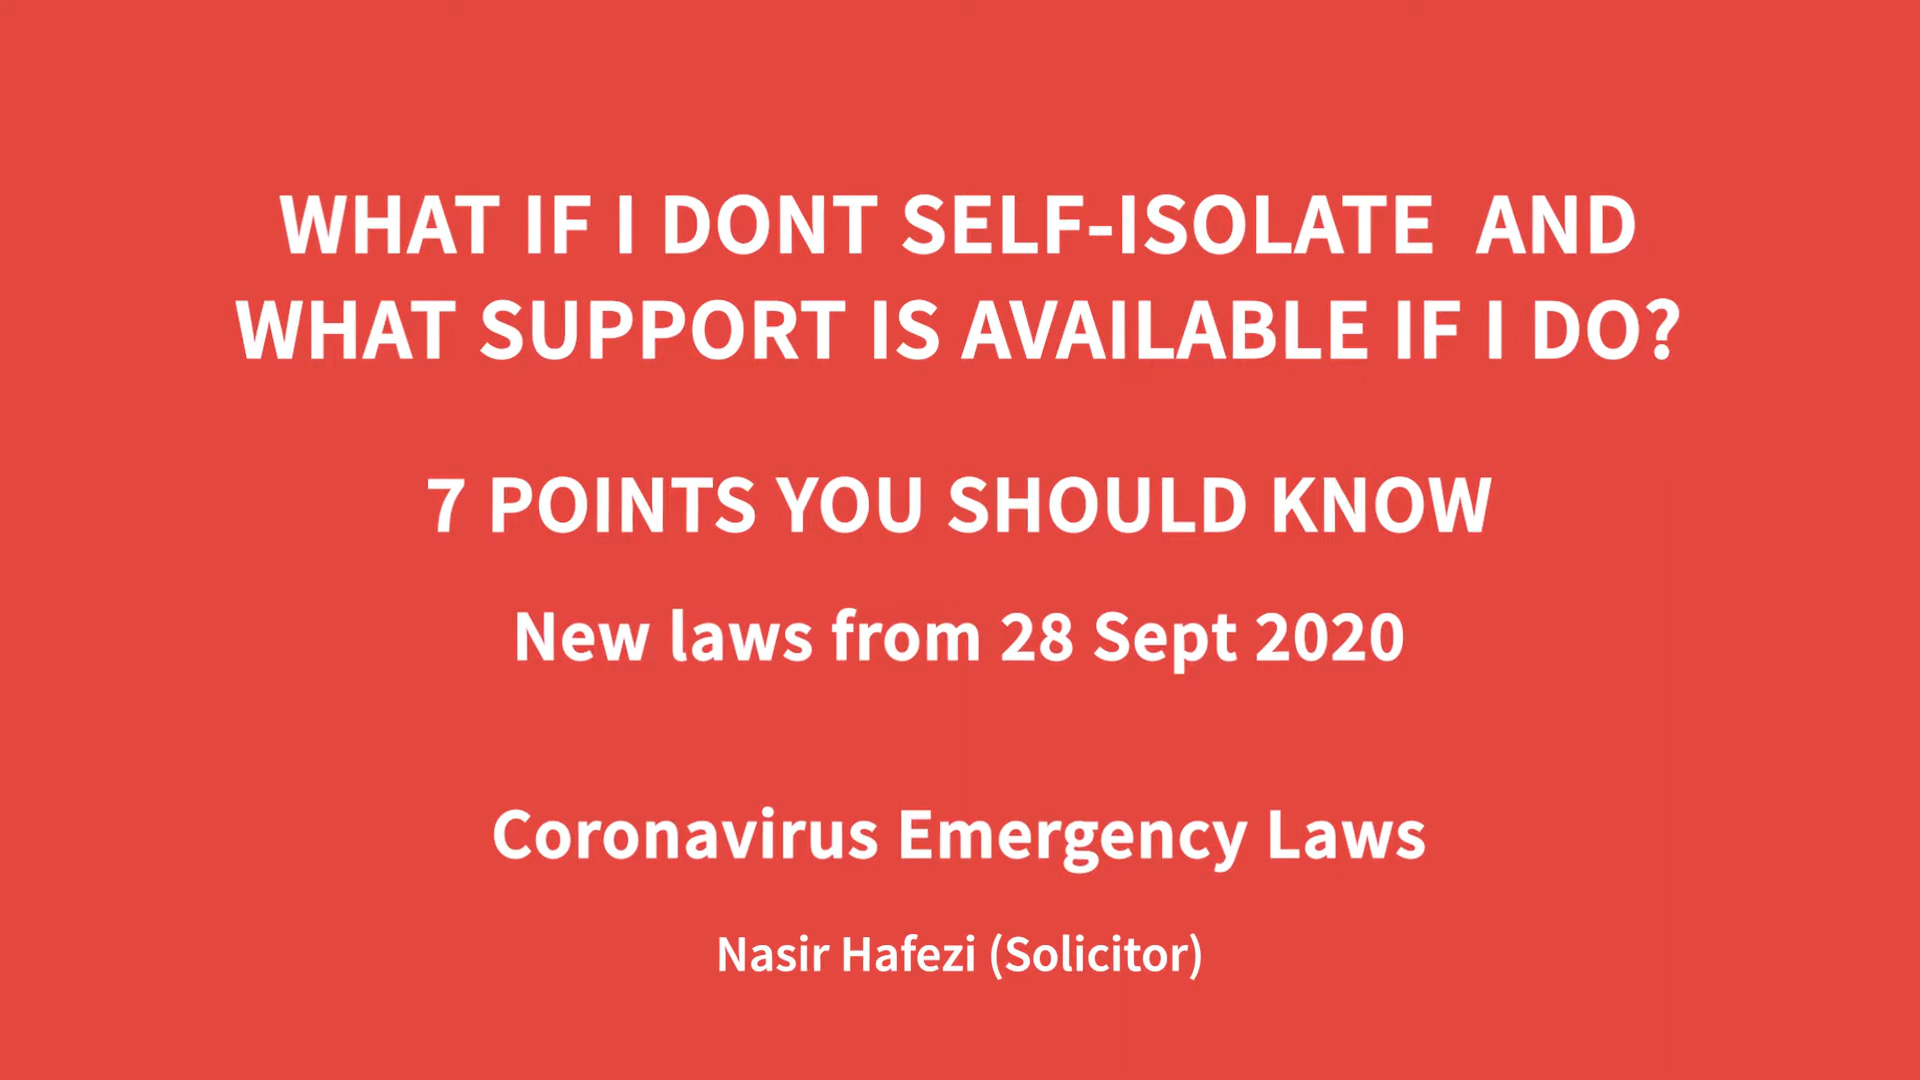 WHAT IF I DONT SELF-ISOLATE  AND
WHAT SUPPORT IS AVAILABLE IF I DO?
7 POINTS YOU SHOULD KNOW
New laws from 28 Sept 2020
Coronavirus Emergency Laws
Nasir Hafezi (Solicitor)